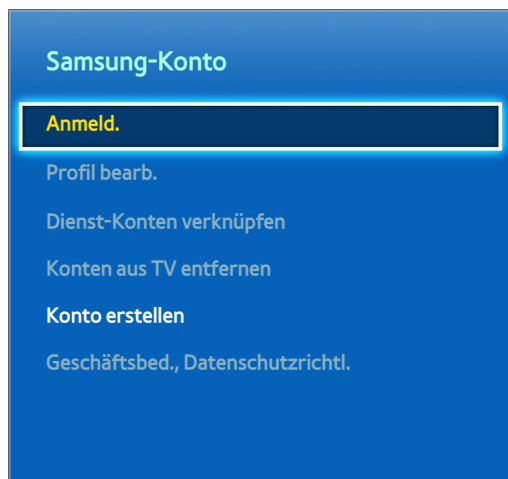 Samsung-Konto
Anmeld.
Profil bearb.
Dienst-Konten verknüpfen
Konten aus TV entfernen
Konto erstellen
Geschäftsbed., Datenschutzrichtl.